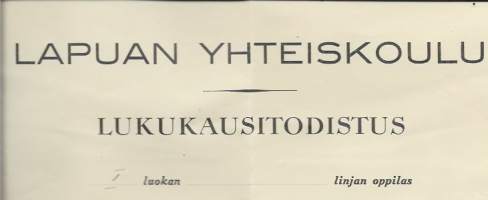 LAPUAN YHTEISKOULU
LUKUKAUSITODISTUS
I luokan linjan oppilas